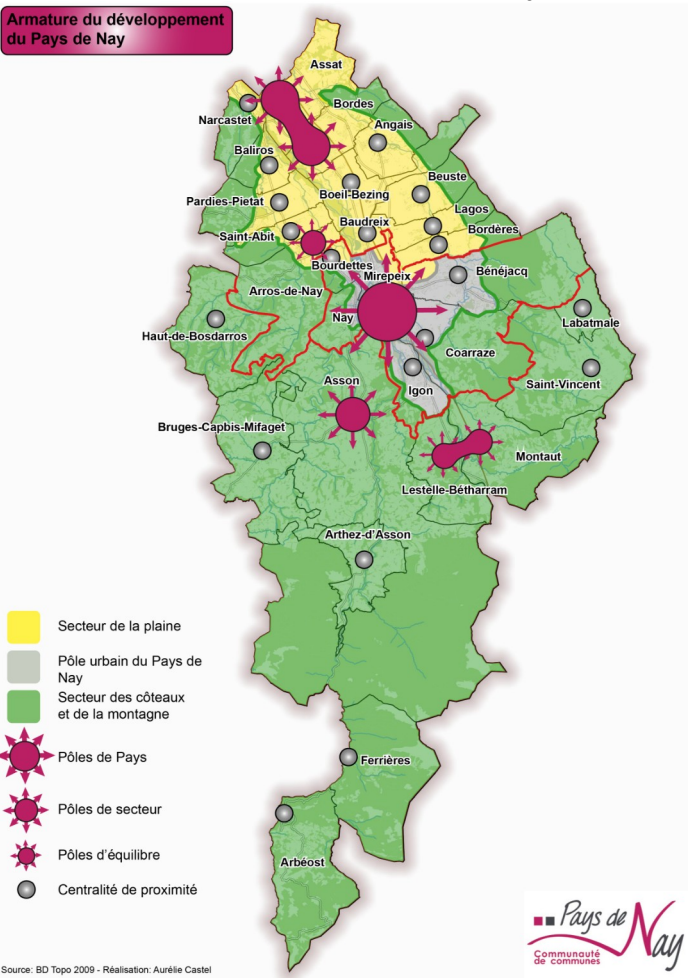 Armature du développement
du Pays de Nay
Assat
Bordes
Narcastet
Angais
Baliros
Beuste
Boeil-Bezing
Pardies-Pietat
Lagos
Baudreix
Saint-Abit
Bordères
Bourdettes
Mirepeix
Bénéjacq
Arros-de-Nay
Nay
Labatmale
Haut-de-Bosdarros
Coarraze
Asson
Igon
Saint-Vincent
Bruges-Capbis-Mifaget
Montaut
Lestelle-Bétharram
Arthez-d'Asson
Secteur de la plaine
Pôle urbain du Pays de
Nay
Secteur des côteaux
et de la montagne
Pôles de Pays
Ferrières
Pôles de secteur
Pôles d'équilibre
Arbéost
Centralité de proximité
Pays de Nay
Communauté
de communes
Source: BD Topo 2009 - Réalisation: Aurélie Castel